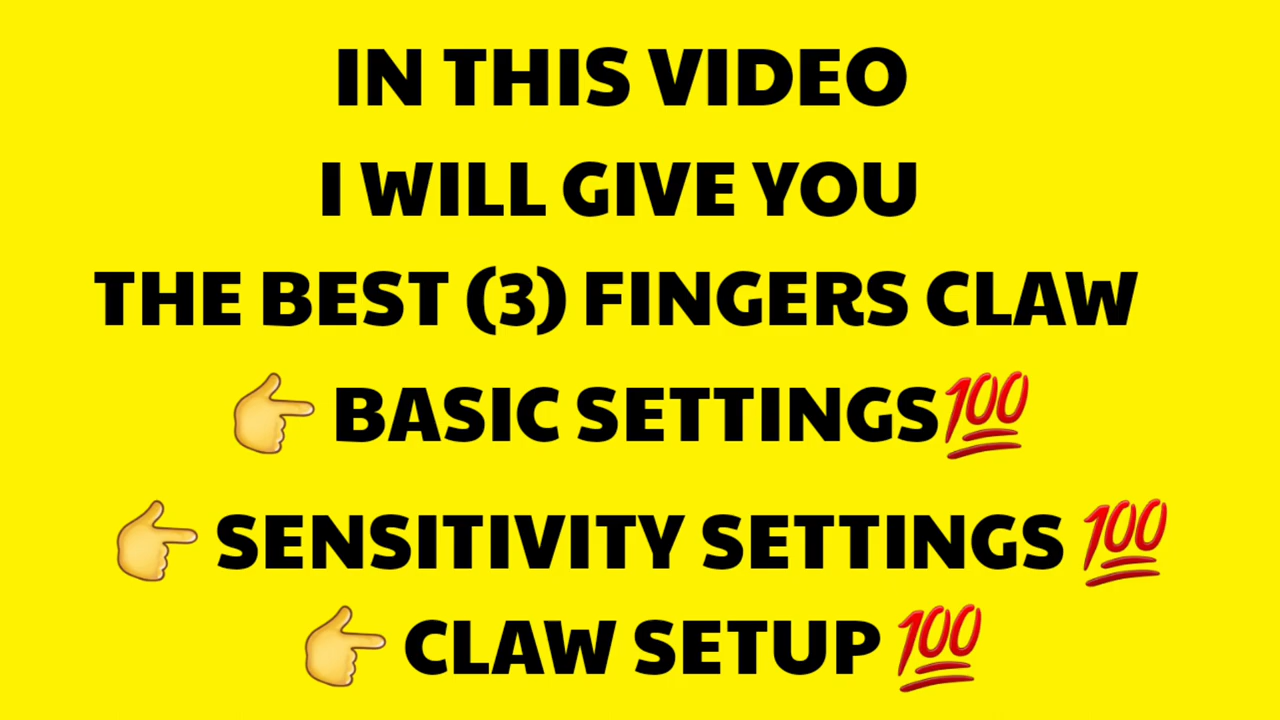 IN THIS VIDEO
I WILL GIVE YOU
THE BEST (3) FINGERS CLAW
👉 BASIC SETTINGS💯
👉 SENSITIVITY SETTINGS 💯
👉 CLAW SETUP 💯